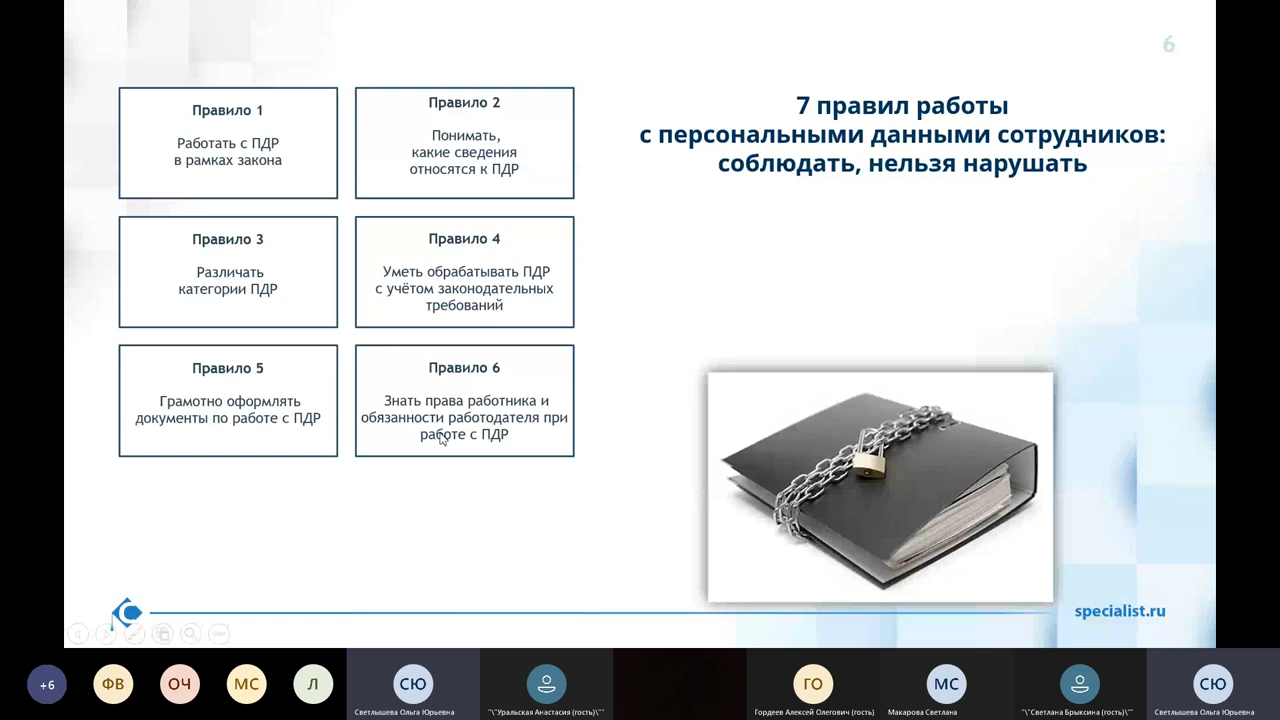 6
Правило 1
Работать с ПДР
в рамках закона
Правило 2
Понимать,
какие сведения
относятся к ПДР
7 правил работы
с персональными данными сотрудников:
соблюдать, нельзя нарушать
Правило 3
Различать
категории ПДР
Правило 4
Уметь обрабатывать ПДР
с учётом законодательных
требований
Правило 5
Грамотно оформлять
документы по работе с ПДР
Правило 6
Знать права работника и
обязанности работодателя при
работе с ПДР
specialist.ru
+6
ФВ
ОЧ
МС
Л
СЮ
ГО
МС
СЮ
Светлышева Ольга Юрьевна
"\"Уральская Анастасия (гость)\""
Гордеев Алексей Олегович (гость)
Макарова Светлана
"\"Светлана Брыксина (гость)\""
Светлышева Ольга Юрьевна